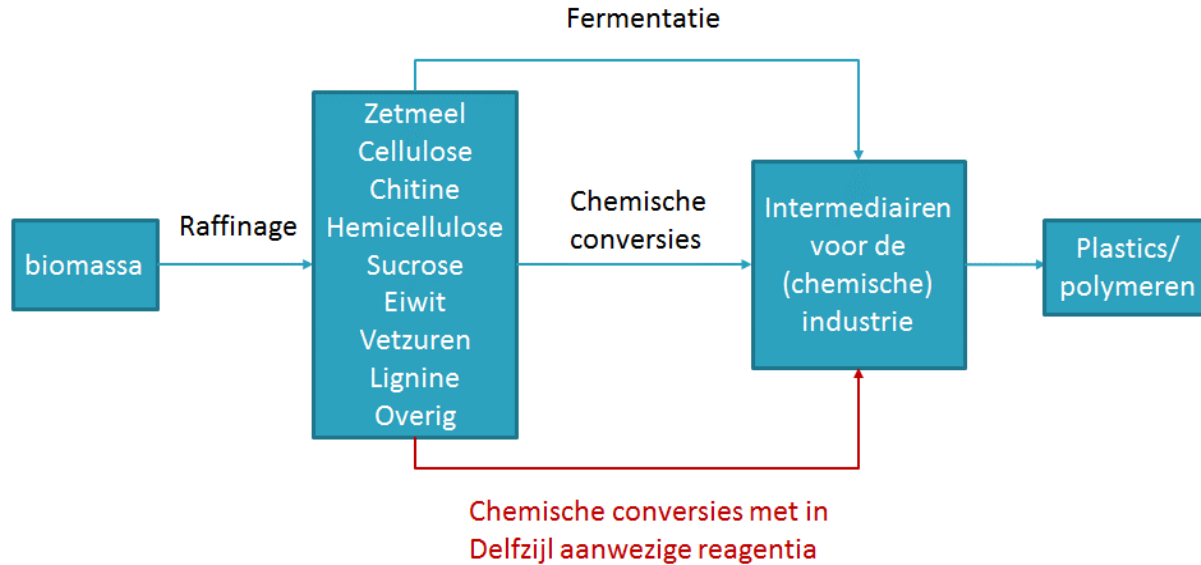 Fermentatie
biomassa
Raffinage
Zetmeel
Cellulose
Chitine
Hemicellulose
Sucrose
Eiwit
Vetzuren
Lignine
Overig
Chemische
conversies
Intermediairen
voor de
(chemische)
industrie
Plastics/
polymeren
Chemische conversies met in
Delfzijl aanwezige reagentia